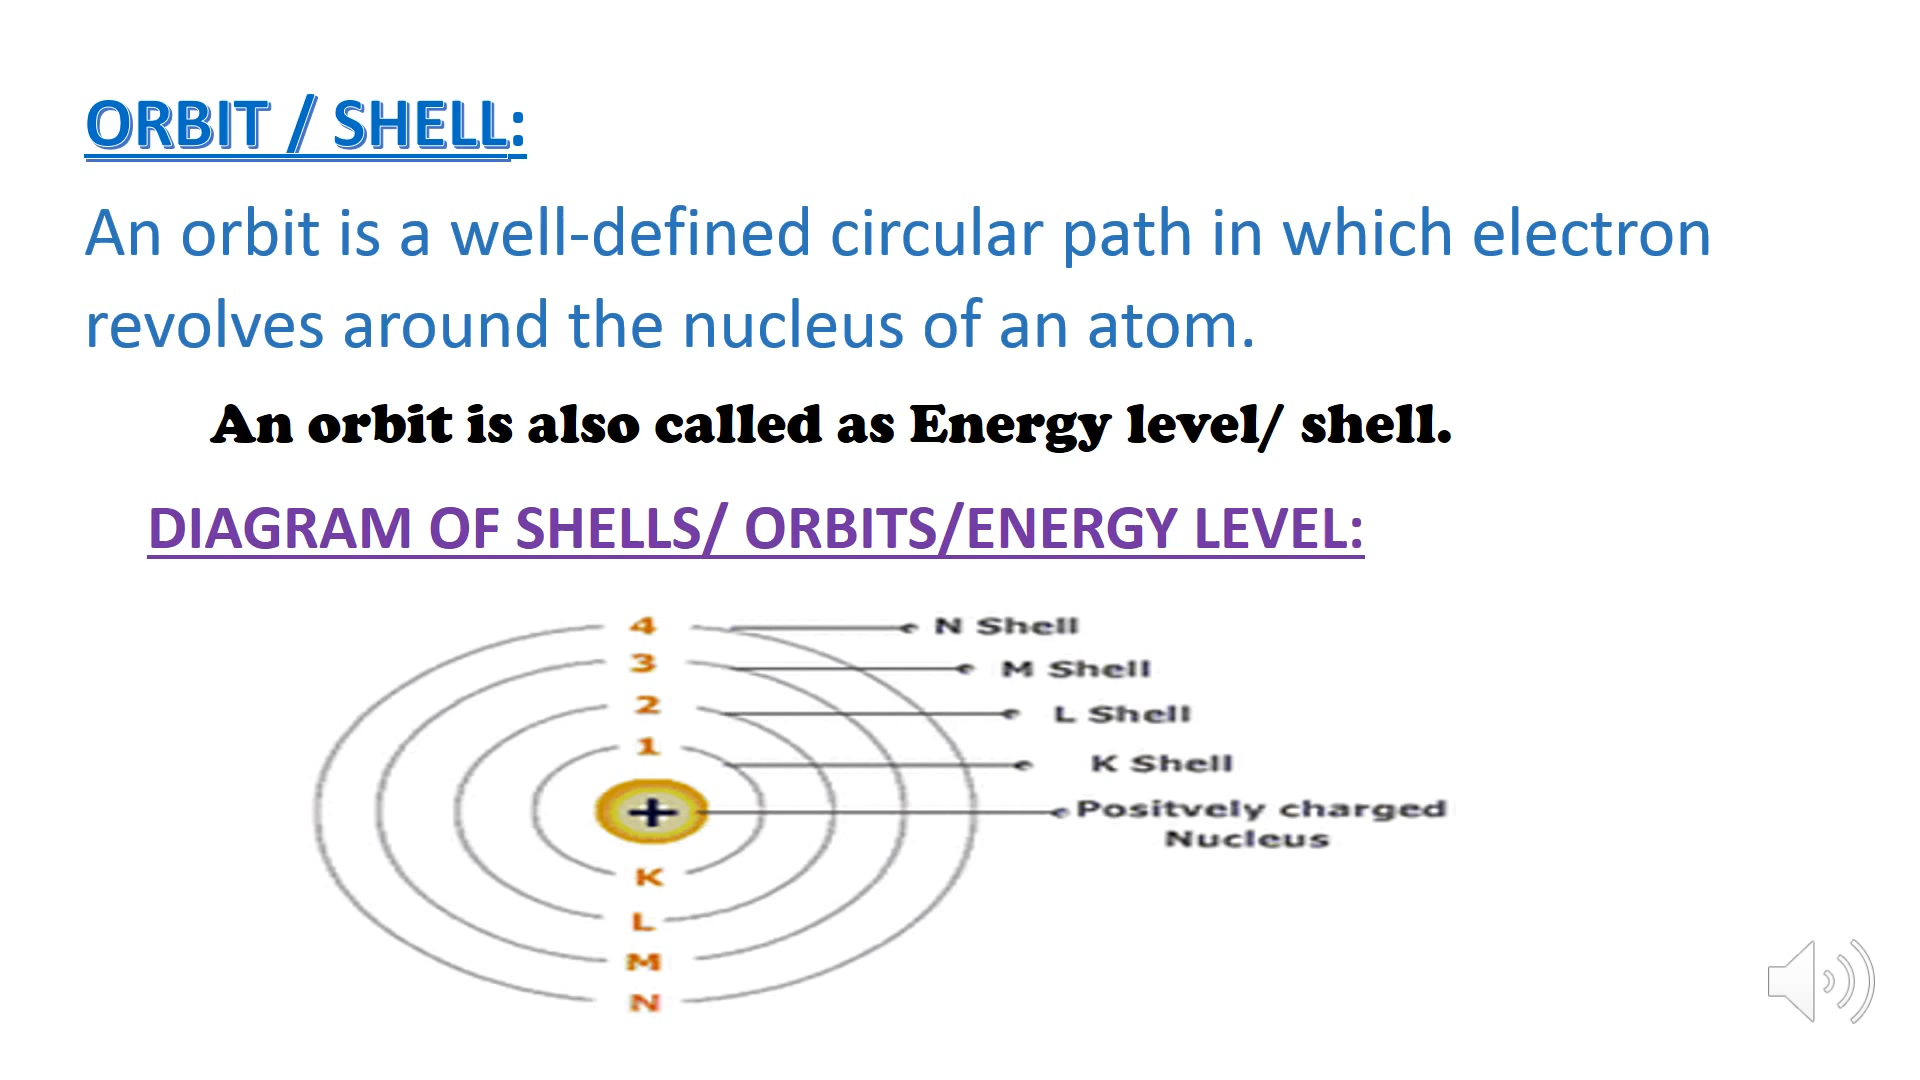 ORBIT / SHELL:
An orbit is a well-defined circular path in which electron
revolves around the nucleus of an atom.
An orbit is also called as Energy level/ shell.
DIAGRAM OF SHELLS/ ORBITS/ENERGY LEVEL:
4
N Shell
3
M Shell
2
L Shell
1
K Shell
+
Positvely charged
Nucleus
K
L
M
N